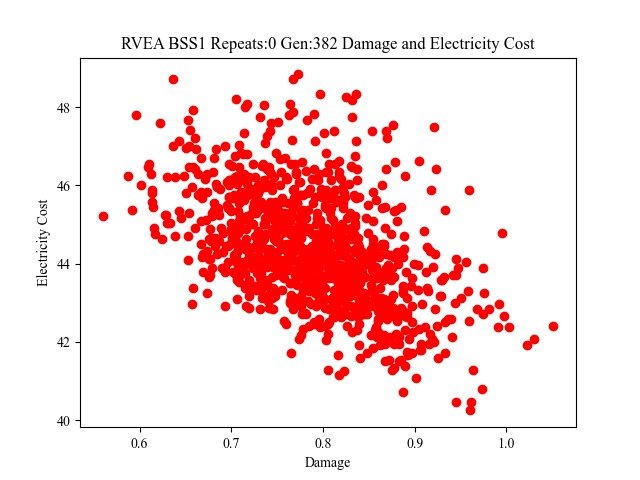 RVEA BSS1 Repeats:0 Gen:382 Damage and Electricity Cost
48
46
44
42
40
Electricity Cost
0.6 0.7 0.8 0.9 1.0
Damage